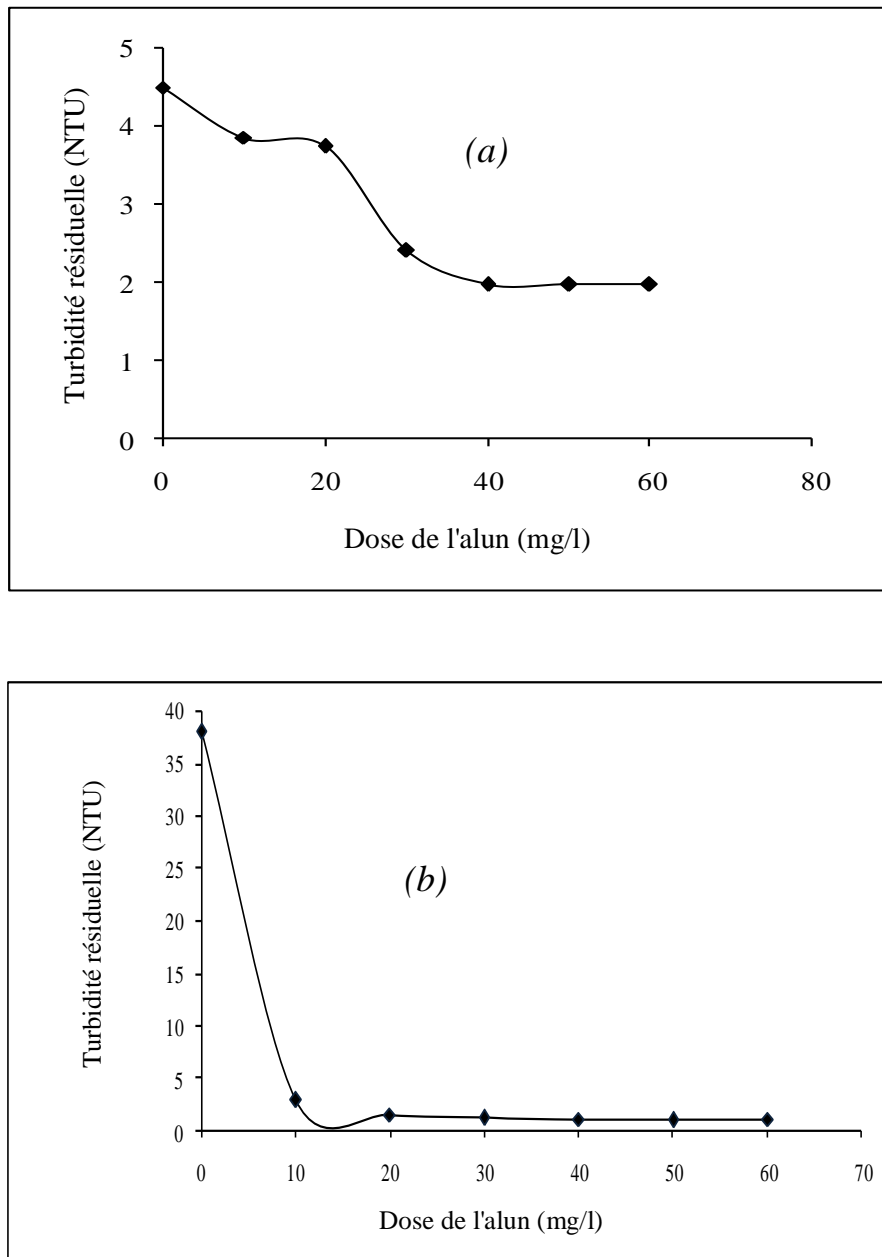 5
4
3
2
1
0
Turbidité résiduelle (NTU)
(a)
0 20 40 60 80
Dose de l'alun (mg/l)
40
35
30
25
20
15
10
5
0
Turbidité résiduelle (NTU)
(b)
0 10 20 30 40 50 60 70
Dose de l'alun (mg/l)